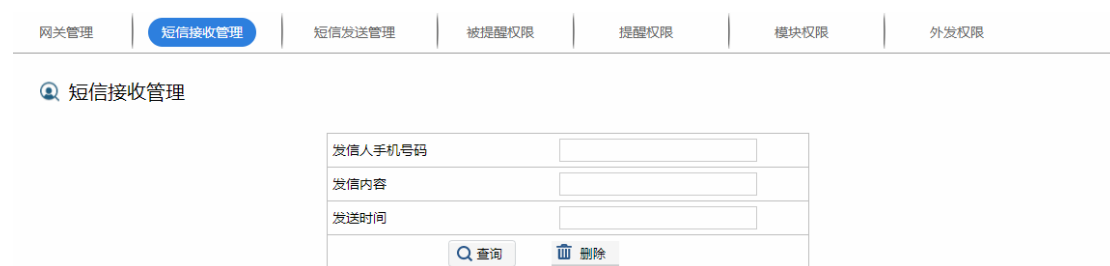 网关管理 短信接收管理 短信发送管理 被提醒权限 提醒权限 模块权限 外发权限
短信接收管理
发信人手机号码
发信内容
发送时间
查询 删除